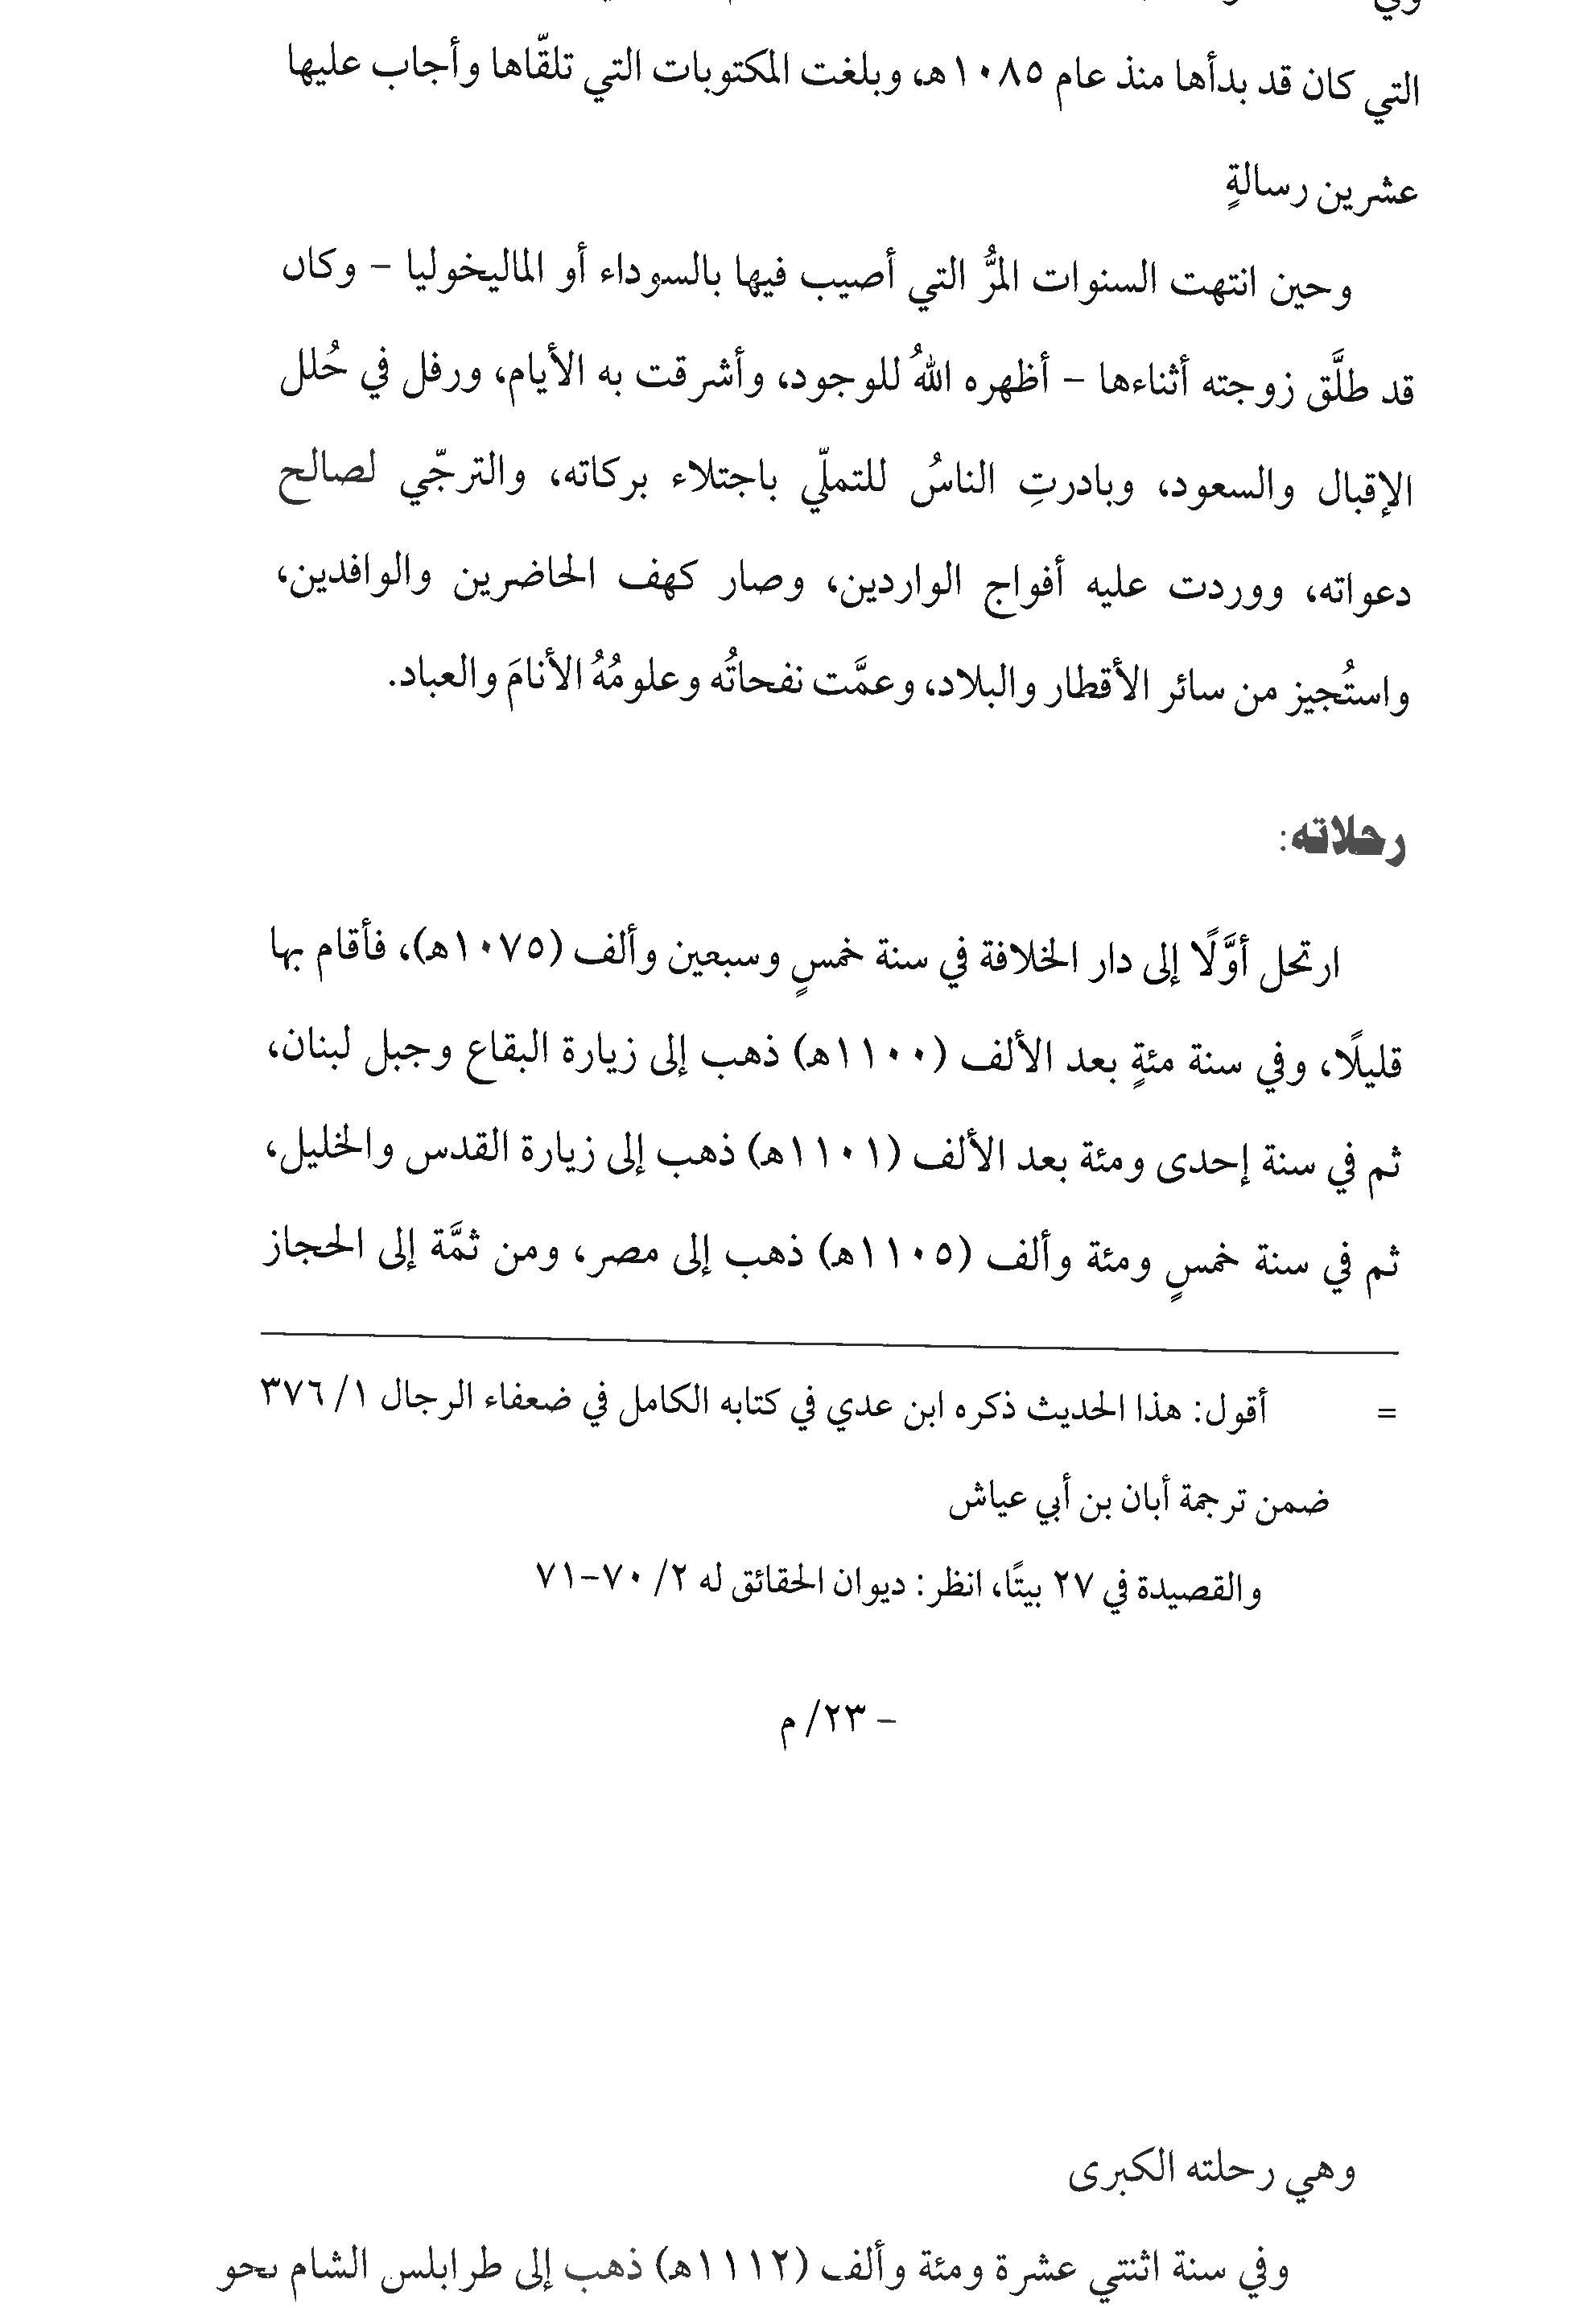 التي كان قد بدأها منذ عام ١٠٨٥هـ، وبلغت المكتوبات التي تلقّاها وأجاب عليها
عشرين رسالةٍ
وحين انتهت السنوات المرُّ التي أصيب فيها بالسوداء أو الماليخوليا – وكان
قد طلَّق زوجته أثناءها – أظهره اللهُ للوجود، وأشرقت به الأيام، ورفل في حُلل
الإقبال والسعود، وبادرتِ الناسُ للتملّي باجتلاء بركاته، والترجّي لصالح
دعواته، ووردت عليه أفواج الواردين، وصار كهف الحاضرين والوافدين،
واستُجيز من سائر الأقطار والبلاد، وعمَّت نفحاتُه وعلومُهُ الأنامَ والعباد.
رحلاته:
ارتحل أوَّلًا إلى دار الخلافة في سنة خمسٍ وسبعين وألف (١٠٧٥هـ)، فأقام بها
قليلًا، وفي سنة مئةٍ بعد الألف (١١٠٠هـ) ذهب إلى زيارة البقاع وجبل لبنان،
ثم في سنة إحدى ومئة بعد الألف (١١٠١هـ) ذهب إلى زيارة القدس والخليل،
ثم في سنة خمسٍ ومئة وألف (١١٠٥هـ) ذهب إلى مصر، ومن ثمَّة إلى الحجاز
= أقول: هذا الحديث ذكره ابن عدي في كتابه الكامل في ضعفاء الرجال ١/ ٣٧٦
ضمن ترجمة أبان بن أبي عياش
والقصيدة في ٢٧ بيتًا، انظر: ديوان الحقائق له ٢/ ٧٠–٧١
– ٢٣/ م
وهي رحلته الكبرى
وفي سنة اثنتي عشرة ومئة وألف (١١١٢هـ) ذهب إلى طرابلس الشام نحو